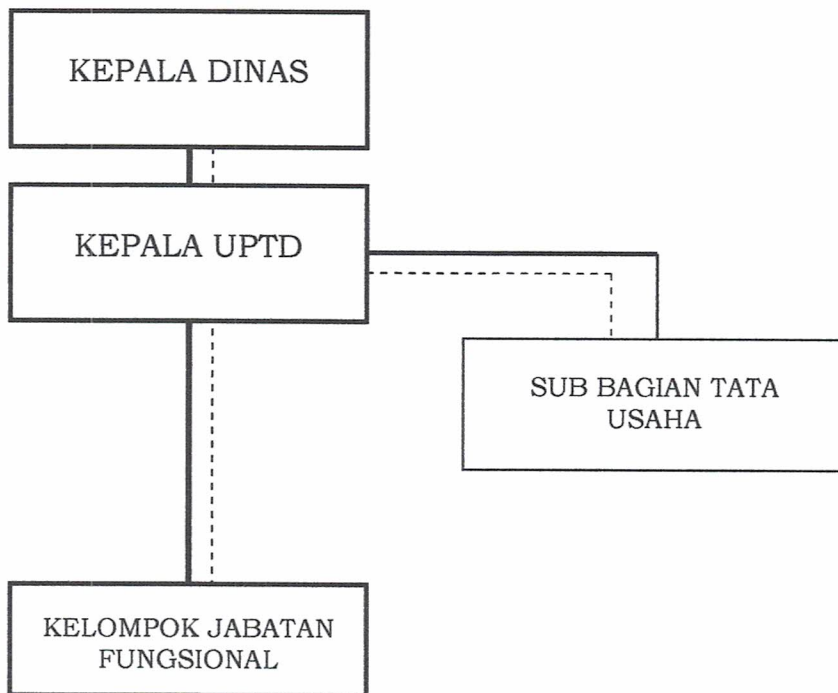 KEPALA DINAS
KEPALA UPTD
SUB BAGIAN TATA
USAHA
KELOMPOK JABATAN
FUNGSIONAL